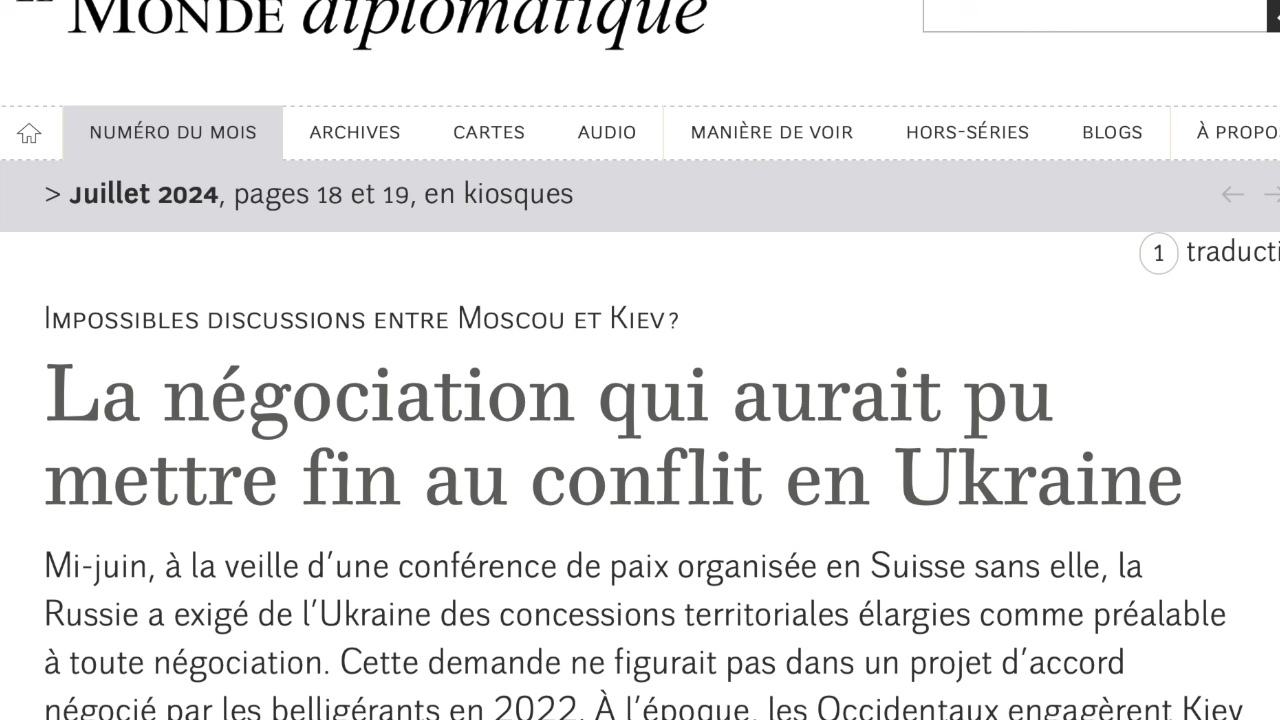 Monde diplomatique
NUMÉRO DU MOIS ARCHIVES CARTES AUDIO MANIÈRE DE VOIR HORS-SÉRIES BLOGS À PROPOS
> Juillet 2024, pages 18 et 19, en kiosques
1 traducti
Impossibles discussions entre Moscou et Kiev ?
La négociation qui aurait pu
mettre fin au conflit en Ukraine
Mi-juin, à la veille d’une conférence de paix organisée en Suisse sans elle, la
Russie a exigé de l’Ukraine des concessions territoriales élargies comme préalable
à toute négociation. Cette demande ne figurait pas dans un projet d’accord
négocié par les belligérants en 2022. À l’époque, les Occidentaux engagèrent Kiev